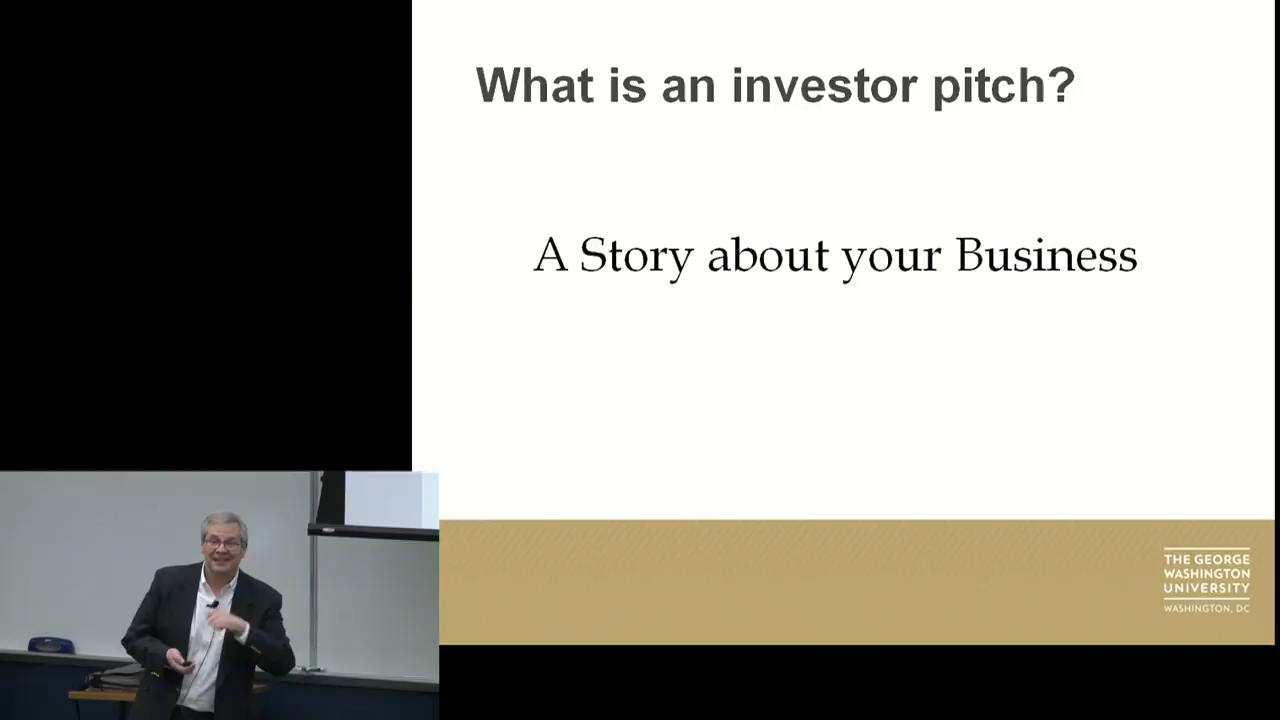 What is an investor pitch?
A Story about your Business
THE GEORGE
WASHINGTON
UNIVERSITY
WASHINGTON, DC